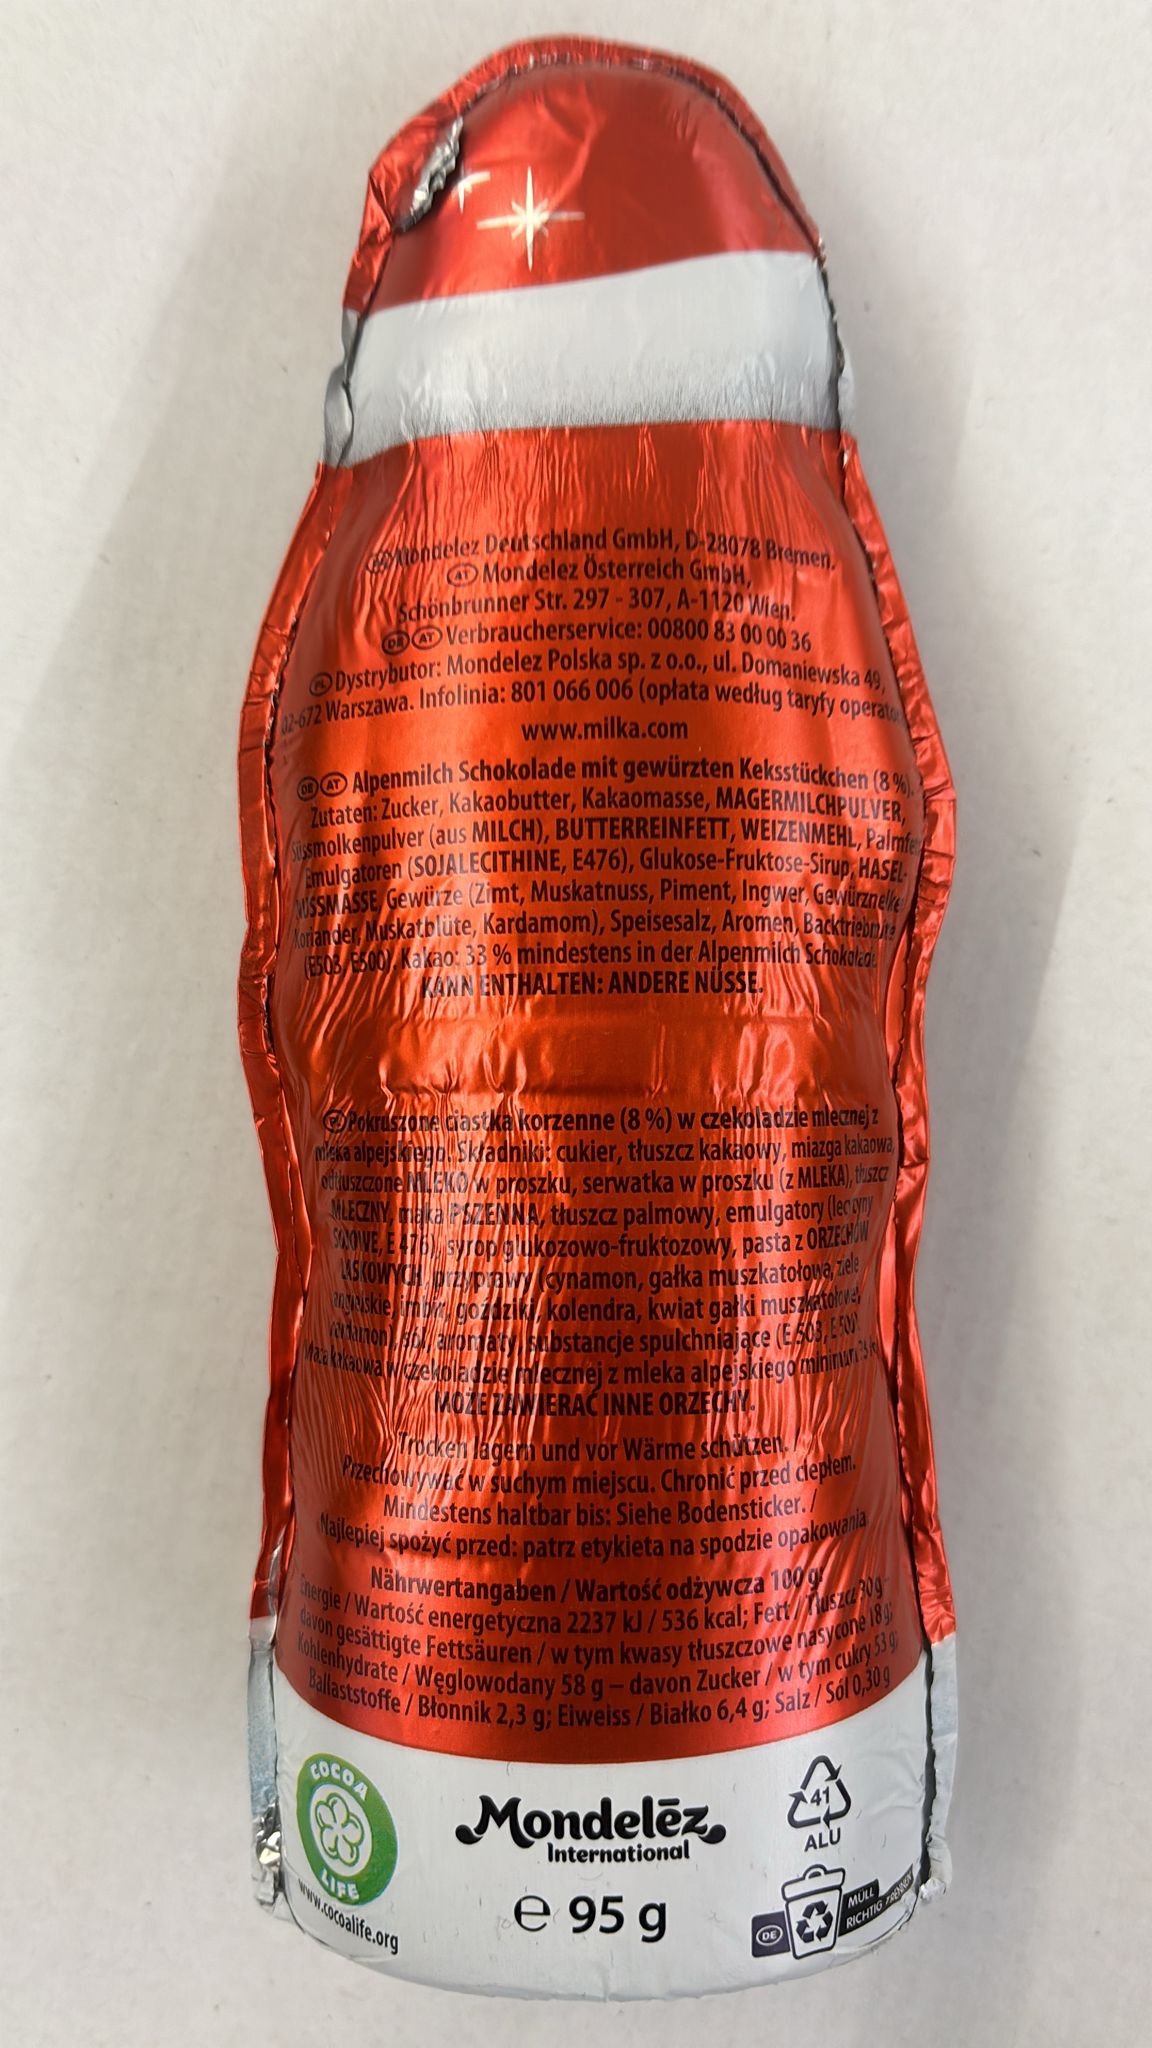 DE Mondelez Deutschland GmbH, D-28078 Bremen.
AT Mondelez Österreich GmbH,
Schönbrunner Str. 297 - 307, A-1120 Wien.
DE AT Verbraucherservice: 00800 83 00 00 36
PL Dystrybutor: Mondelez Polska sp. z o.o., ul. Domaniewska 49,
02-672 Warszawa. Infolinia: 801 066 006 (opłata według taryfy
www.milka.com
DE AT Alpenmilch Schokolade mit gewürzten Keksstückchen (8 %).
Zutaten: Zucker, Kakaobutter, Kakaomasse, MAGERMILCHPULVER,
Süssmolkenpulver (aus MILCH), BUTTERREINFETT, WEIZENMEHL, Palmfett,
Emulgatoren (SOJALECITHINE, E476), Glukose-Fruktose-Sirup, HASEL-
NUSSMASSE, Gewürze (Zimt, Muskatnuss, Piment, Ingwer, Gewürznelke,
Koriander, Muskatblüte, Kardamom), Speisesalz, Aromen, Backtriebmittel
(E503, E500). Kakao: 33 % mindestens in der Alpenmilch Schokolade.
KANN ENTHALTEN: ANDERE NÜSSE.
PL Pokruszone ciastka korzenne (8 %) w czekoladzie mlecznej z
mleka alpejskiego. Składniki: cukier, tłuszcz kakaowy, miazga kakaowa,
odtłuszczone MLEKO w proszku, serwatka w proszku (z MLEKA), tłuszcz
MLECZNY, mąka PSZENNA, tłuszcz palmowy, emulgatory (lecytyny
SOJOWE, E 476), syrop glukozowo-fruktozowy, pasta z ORZECHÓW
LASKOWYCH, przyprawy (cynamon, gałka muszkatołowa, ziele
angielskie, imbir, goździki, kolendra, kwiat gałki muszkatołowej,
kardamon), sól, aromaty, substancje spulchniające (E 503, E 500).
Masa kakaowa w czekoladzie mlecznej z mleka alpejskiego minimum
MOŻE ZAWIERAĆ INNE ORZECHY.
Trocken lagern und vor Wärme schützen. /
Przechowywać w suchym miejscu. Chronić przed ciepłem.
Mindestens haltbar bis: Siehe Bodensticker. /
Najlepiej spożyć przed: patrz etykieta na spodzie opakowania.
Nährwertangaben / Wartość odżywcza 100 g:
Energie / Wartość energetyczna 2237 kJ / 536 kcal; Fett / Tłuszcz 30 g –
davon gesättigte Fettsäuren / w tym kwasy tłuszczowe nasycone 18 g;
Kohlenhydrate / Węglowodany 58 g – davon Zucker / w tym cukry 53 g;
Ballaststoffe / Błonnik 2,3 g; Eiweiss / Białko 6,4 g; Salz / Sól 0,30 g
COCOA
LIFE
www.cocoalife.org
Mondelēz
International
e 95 g
41
ALU
DE
MÜLL
RICHTIG TRENNEN